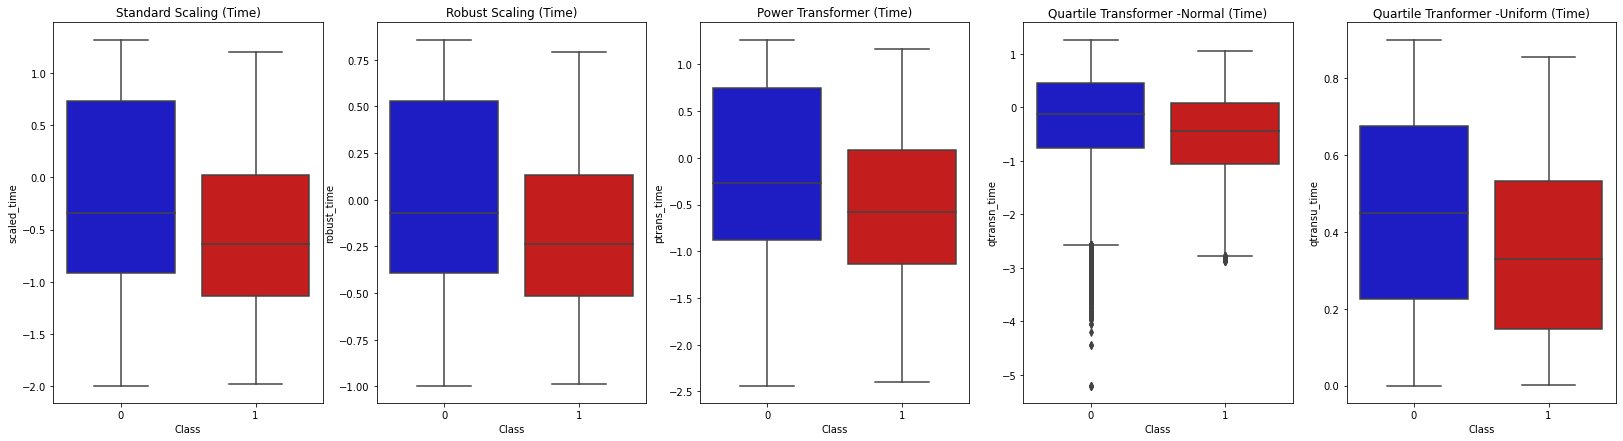 Standard Scaling (Time)
scaled_time
1.0
0.5
0.0
−0.5
−1.0
−1.5
−2.0
0 1
Class
Robust Scaling (Time)
robust_time
0.75
0.50
0.25
0.00
−0.25
−0.50
−0.75
−1.00
0 1
Class
Power Transformer (Time)
ptrans_time
1.0
0.5
0.0
−0.5
−1.0
−1.5
−2.0
−2.5
0 1
Class
Quartile Transformer -Normal (Time)
qtransn_time
1
0
−1
−2
−3
−4
−5
0 1
Class
Quartile Tranformer -Uniform (Time)
qtransu_time
0.8
0.6
0.4
0.2
0.0
0 1
Class